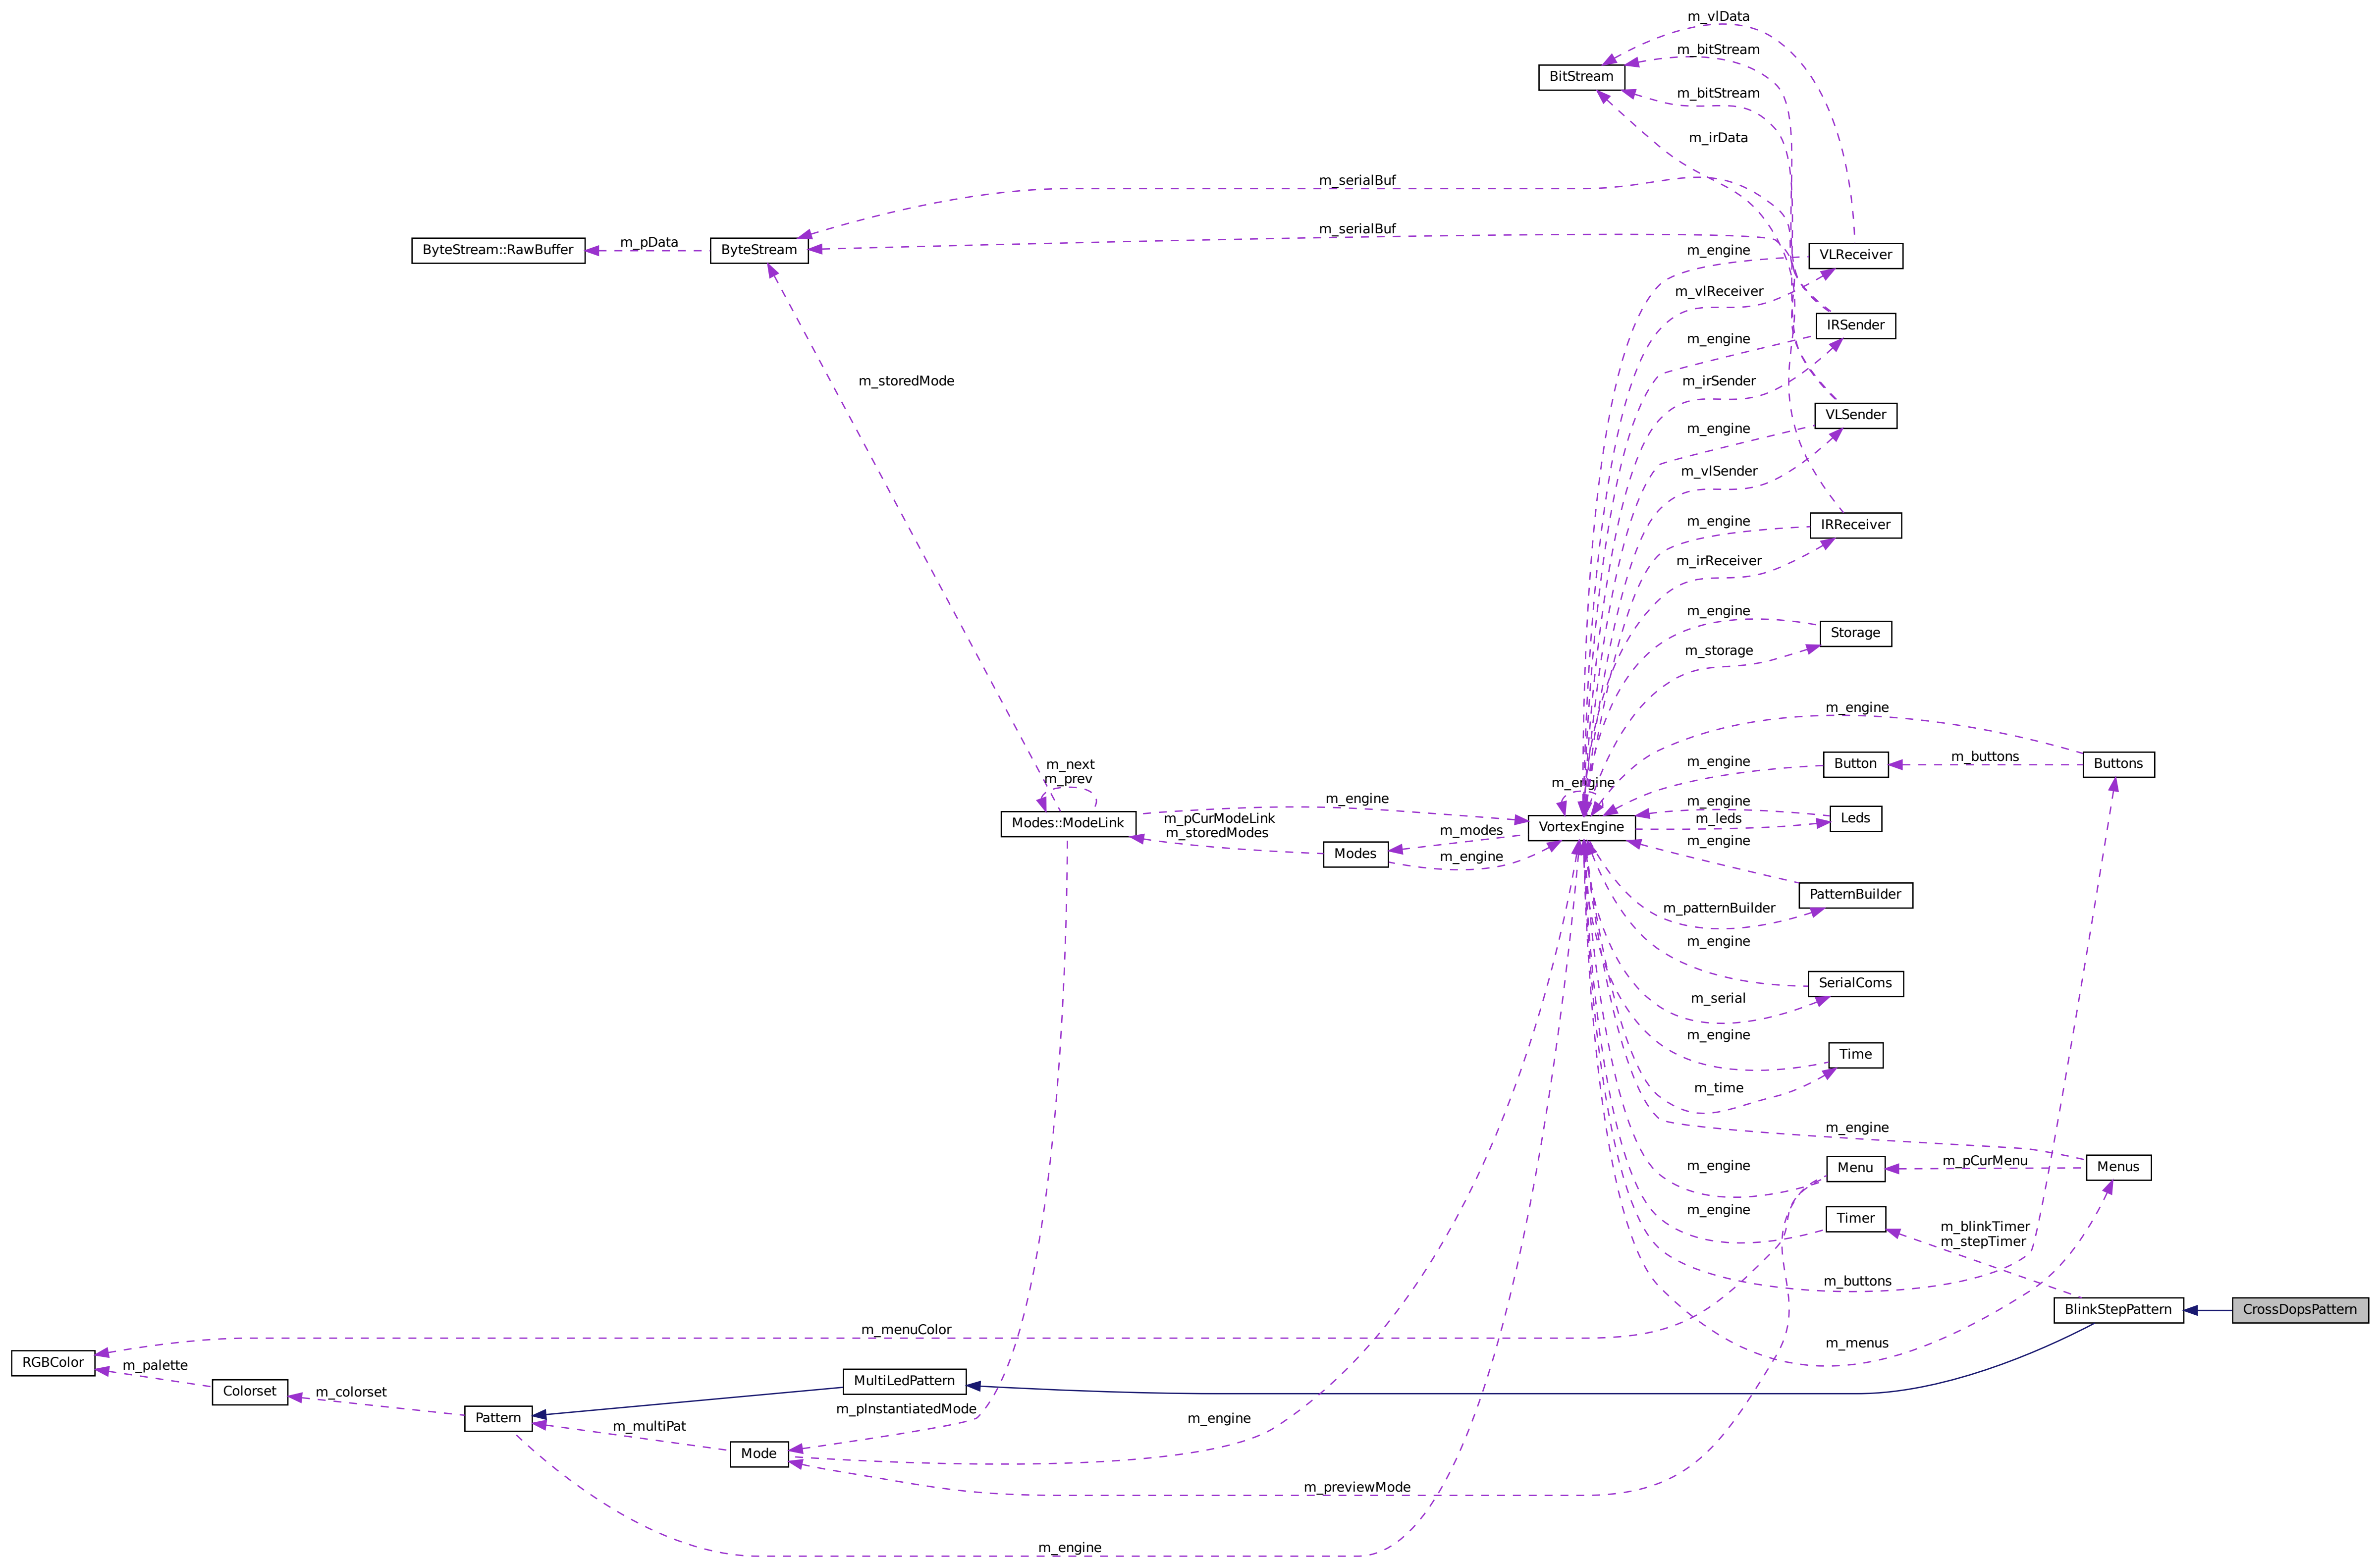 m_vlData
m_bitStream
BitStream
m_bitStream
m_irData
m_serialBuf
m_serialBuf
ByteStream::RawBuffer
m_pData
ByteStream
m_engine
VLReceiver
m_vlReceiver
IRSender
m_engine
m_storedMode
m_irSender
VLSender
m_engine
m_vlSender
m_engine
IRReceiver
m_irReceiver
m_engine
Storage
m_storage
m_engine
m_next
m_prev
m_engine
Button
m_buttons
Buttons
m_engine
m_engine
m_engine
Modes::ModeLink
m_pCurModeLink
m_storedModes
m_modes
VortexEngine
m_leds
Leds
m_engine
Modes
m_engine
PatternBuilder
m_patternBuilder
m_engine
SerialComs
m_serial
m_engine
Time
m_time
m_engine
m_engine
Menu
m_pCurMenu
Menus
m_engine
Timer
m_blinkTimer
m_stepTimer
m_buttons
BlinkStepPattern
CrossDopsPattern
m_menuColor
m_menus
RGBColor
m_palette
Colorset
m_colorset
MultiLedPattern
Pattern
m_pInstantiatedMode
m_multiPat
m_engine
Mode
m_previewMode
m_engine